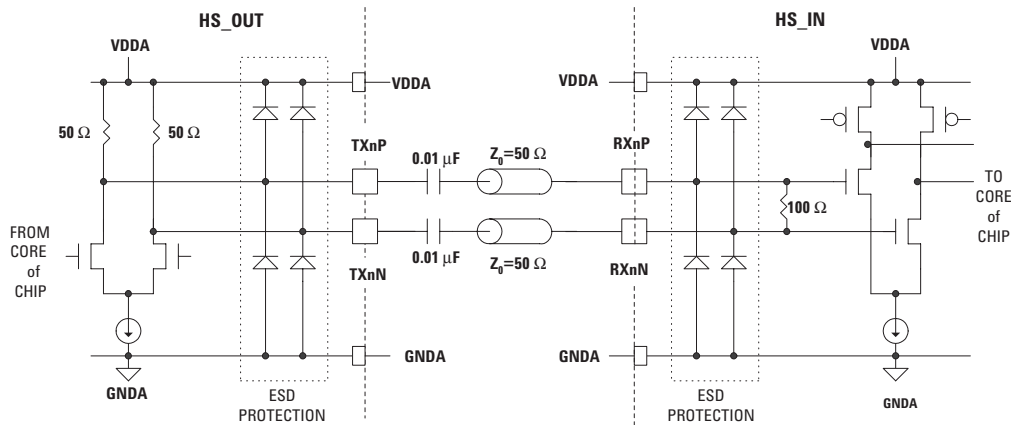 HS_OUT
HS_IN
VDDA
VDDA
VDDA
VDDA
50 Ω
50 Ω
TXnP
0.01 µF
Z₀=50 Ω
RXnP
100 Ω
TO
CORE
of
CHIP
FROM
CORE
of
CHIP
TXnN
0.01 µF
Z₀=50 Ω
RXnN
GNDA
GNDA
GNDA
GNDA
ESD
PROTECTION
ESD
PROTECTION